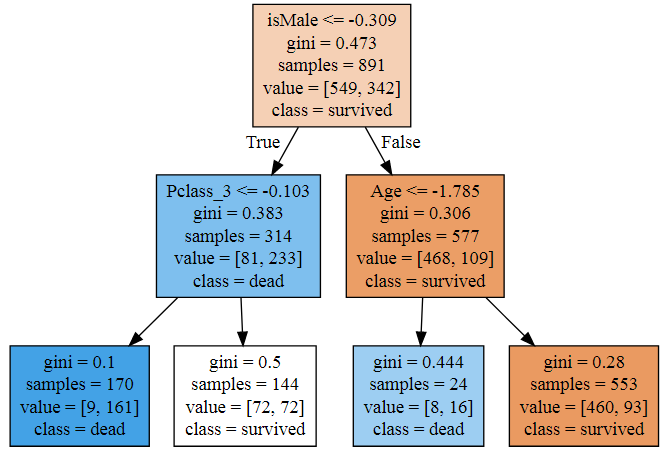 isMale <= -0.309
gini = 0.473
samples = 891
value = [549, 342]
class = survived
True
False
Pclass_3 <= -0.103
gini = 0.383
samples = 314
value = [81, 233]
class = dead
Age <= -1.785
gini = 0.306
samples = 577
value = [468, 109]
class = survived
gini = 0.1
samples = 170
value = [9, 161]
class = dead
gini = 0.5
samples = 144
value = [72, 72]
class = survived
gini = 0.444
samples = 24
value = [8, 16]
class = dead
gini = 0.28
samples = 553
value = [460, 93]
class = survived